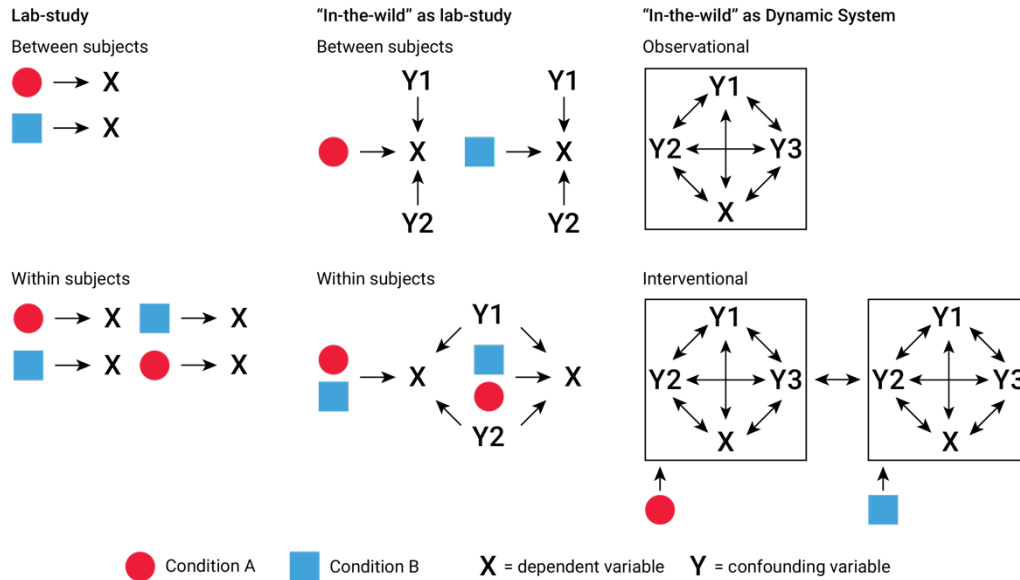 Lab-study
Between subjects
X
X
Within subjects
X X
X X
“In-the-wild” as lab-study
Between subjects
Y1 Y1
X X
Y2 Y2
Within subjects
Y1
X X
Y2
“In-the-wild” as Dynamic System
Observational
Y1
Y2 Y3
X
Interventional
Y1 Y1
Y2 Y3 Y2 Y3
X X
Condition A Condition B X = dependent variable Y = confounding variable